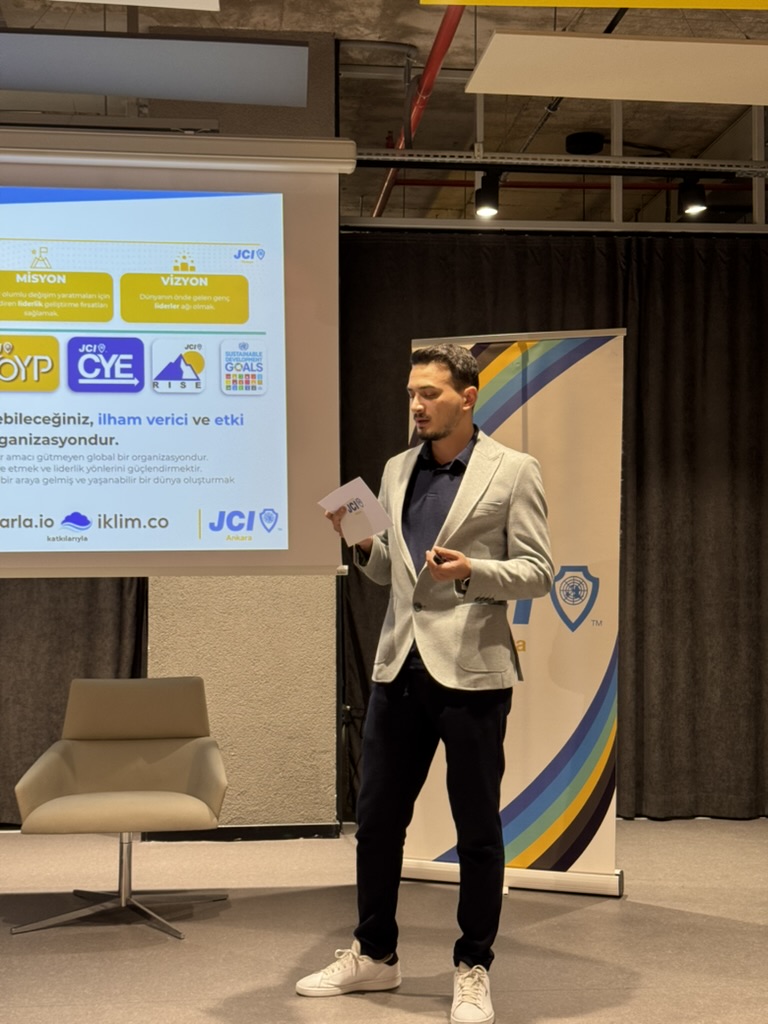 JCI
MİSYON
VİZYON
olumlu değişim yaratmaları için
liderlik geliştirme fırsatları
sağlamak.
Dünyanın önde gelen genç
liderler ağı olmak.
OYP
JCI
CYE
JCI
RISE
SUSTAINABLE
DEVELOPMENT
GOALS
ebileceğiniz, ilham verici ve etki
ganizasyondur.
r amacı gütmeyen global bir organizasyondur.
e etmek ve liderlik yönlerini güçlendirmektir.
bir araya gelmiş ve yaşanabilir bir dünya oluşturmak
arla.io iklim.co
katkılarıyla
JCI
Ankara
TM
JCI
I
TM
a